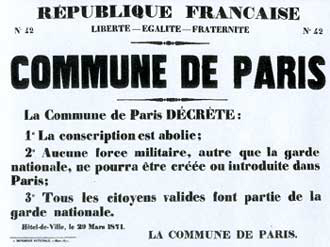 RÉPUBLIQUE FRANCAISE
N° 42 LIBERTE — EGALITE — FRATERNITE N° 42
COMMUNE DE PARIS
La Commune de Paris DÉCRÈTE :
1° La conscription est abolie ;
2° Aucune force militaire, autre que la garde
nationale, ne pourra être créée ou introduite dans
Paris ;
3° Tous les citoyens valides font partie de la
garde nationale.
Hôtel-de-Ville, le 29 Mars 1871.
LA COMMUNE DE PARIS.